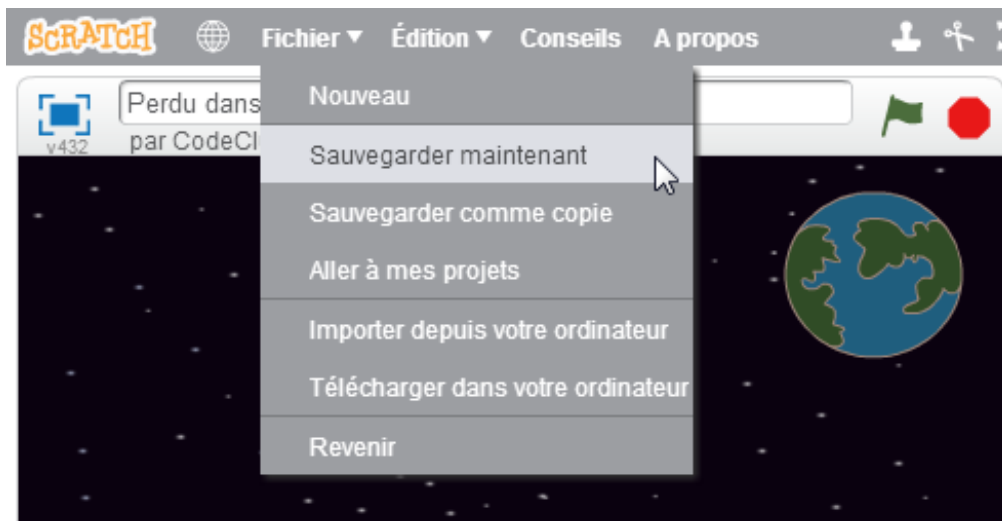 SCRATCH Fichier Édition Conseils A propos
Nouveau
Perdu dans
v432
par CodeCl
Sauvegarder maintenant
Sauvegarder comme copie
Aller à mes projets
Importer depuis votre ordinateur
Télécharger dans votre ordinateur
Revenir